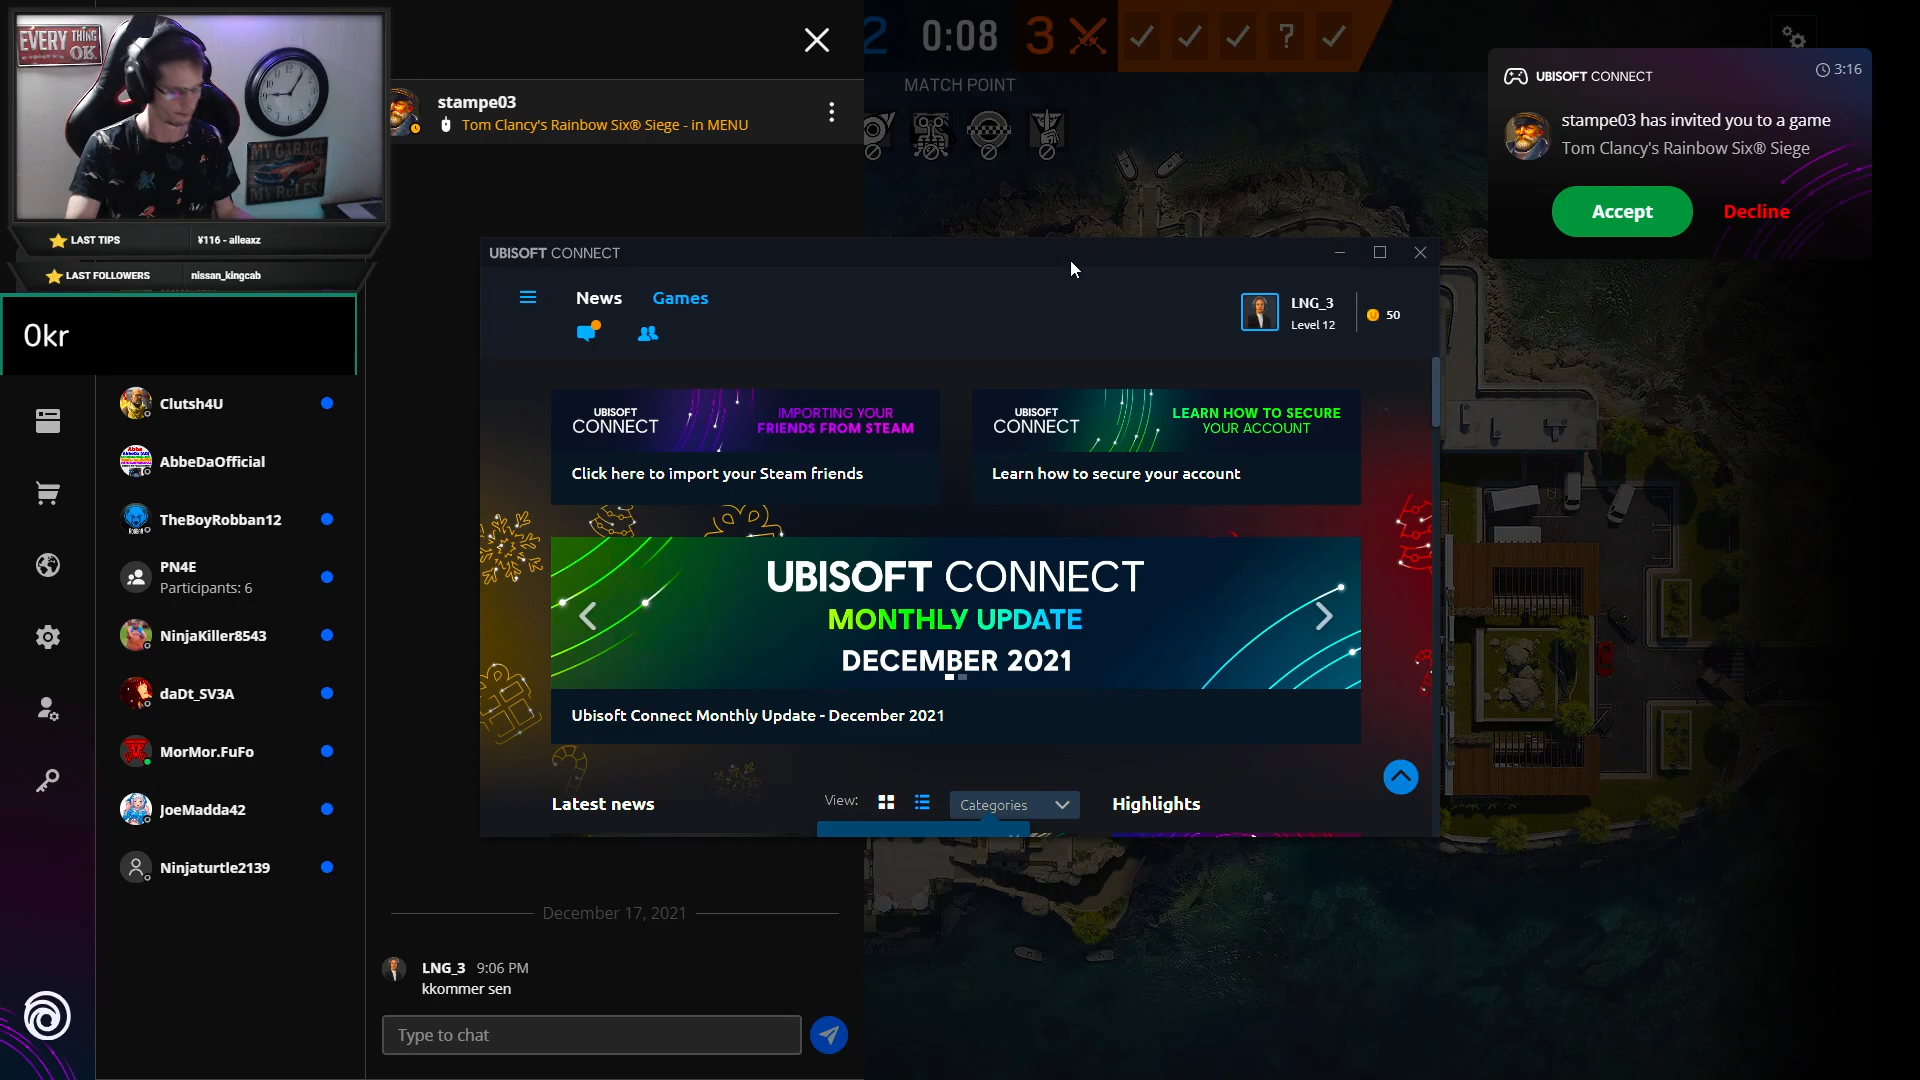 EVERY THING
OK
MY GARAGE
MY RULES
LAST TIPS
¥116 - alleaxz
LAST FOLLOWERS
nissan_kingcab
0kr
stampe03
Tom Clancy's Rainbow Six® Siege - in MENU
2
0:08
3
?
MATCH POINT
UBISOFT CONNECT
3:16
stampe03 has invited you to a game
Tom Clancy's Rainbow Six® Siege
Accept
Decline
Clutsh4U
AbbeDaOfficial
TheBoyRobban12
PN4E
Participants: 6
NinjaKiller8543
daDt_SV3A
MorMor.FuFo
JoeMadda42
Ninjaturtle2139
UBISOFT CONNECT
News
Games
LNG_3
Level 12
50
UBISOFT
CONNECT
IMPORTING YOUR
FRIENDS FROM STEAM
Click here to import your Steam friends
UBISOFT
CONNECT
LEARN HOW TO SECURE
YOUR ACCOUNT
Learn how to secure your account
UBISOFT CONNECT
MONTHLY UPDATE
DECEMBER 2021
Ubisoft Connect Monthly Update - December 2021
Latest news
View:
Categories
Highlights
December 17, 2021
LNG_3 9:06 PM
kkommer sen
Type to chat